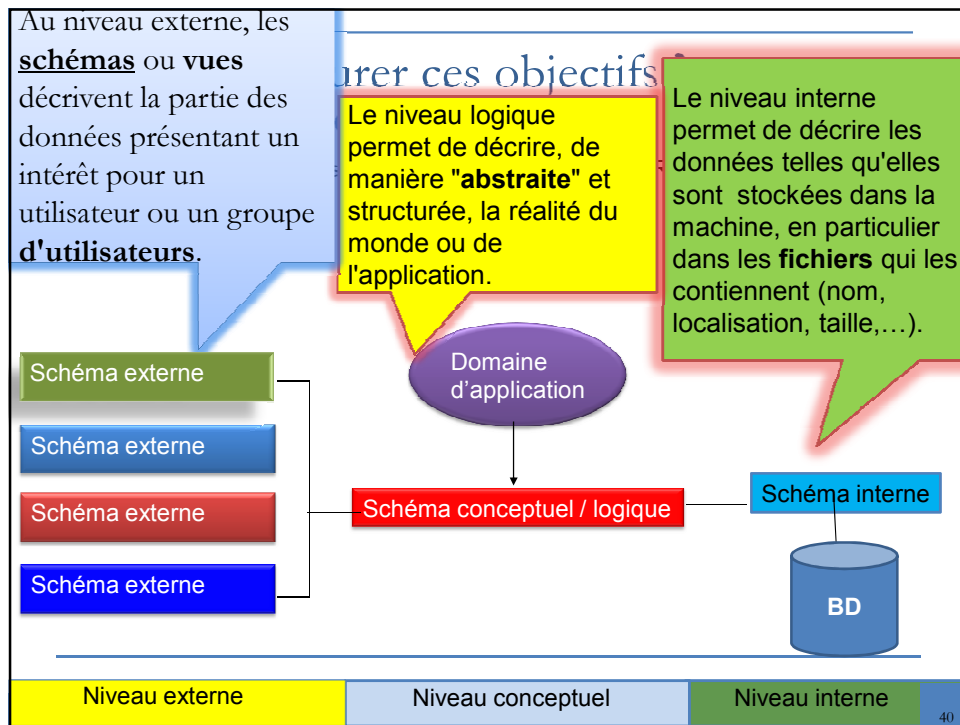 Au niveau externe, les
schémas ou vues
décrivent la partie des
données présentant un
intérêt pour un
utilisateur ou un groupe
d'utilisateurs.
ces objectifs
Le niveau logique
permet de décrire, de
manière "abstraite" et
structurée, la réalité du
monde ou de
l'application.
Le niveau interne
permet de décrire les
données telles qu'elles
sont stockées dans la
machine, en particulier
dans les fichiers qui les
contiennent (nom,
localisation, taille,…).
Schéma externe
Schéma externe
Schéma externe
Schéma externe
Domaine
d'application
Schéma conceptuel / logique
Schéma interne
BD
Niveau externe
Niveau conceptuel
Niveau interne
40